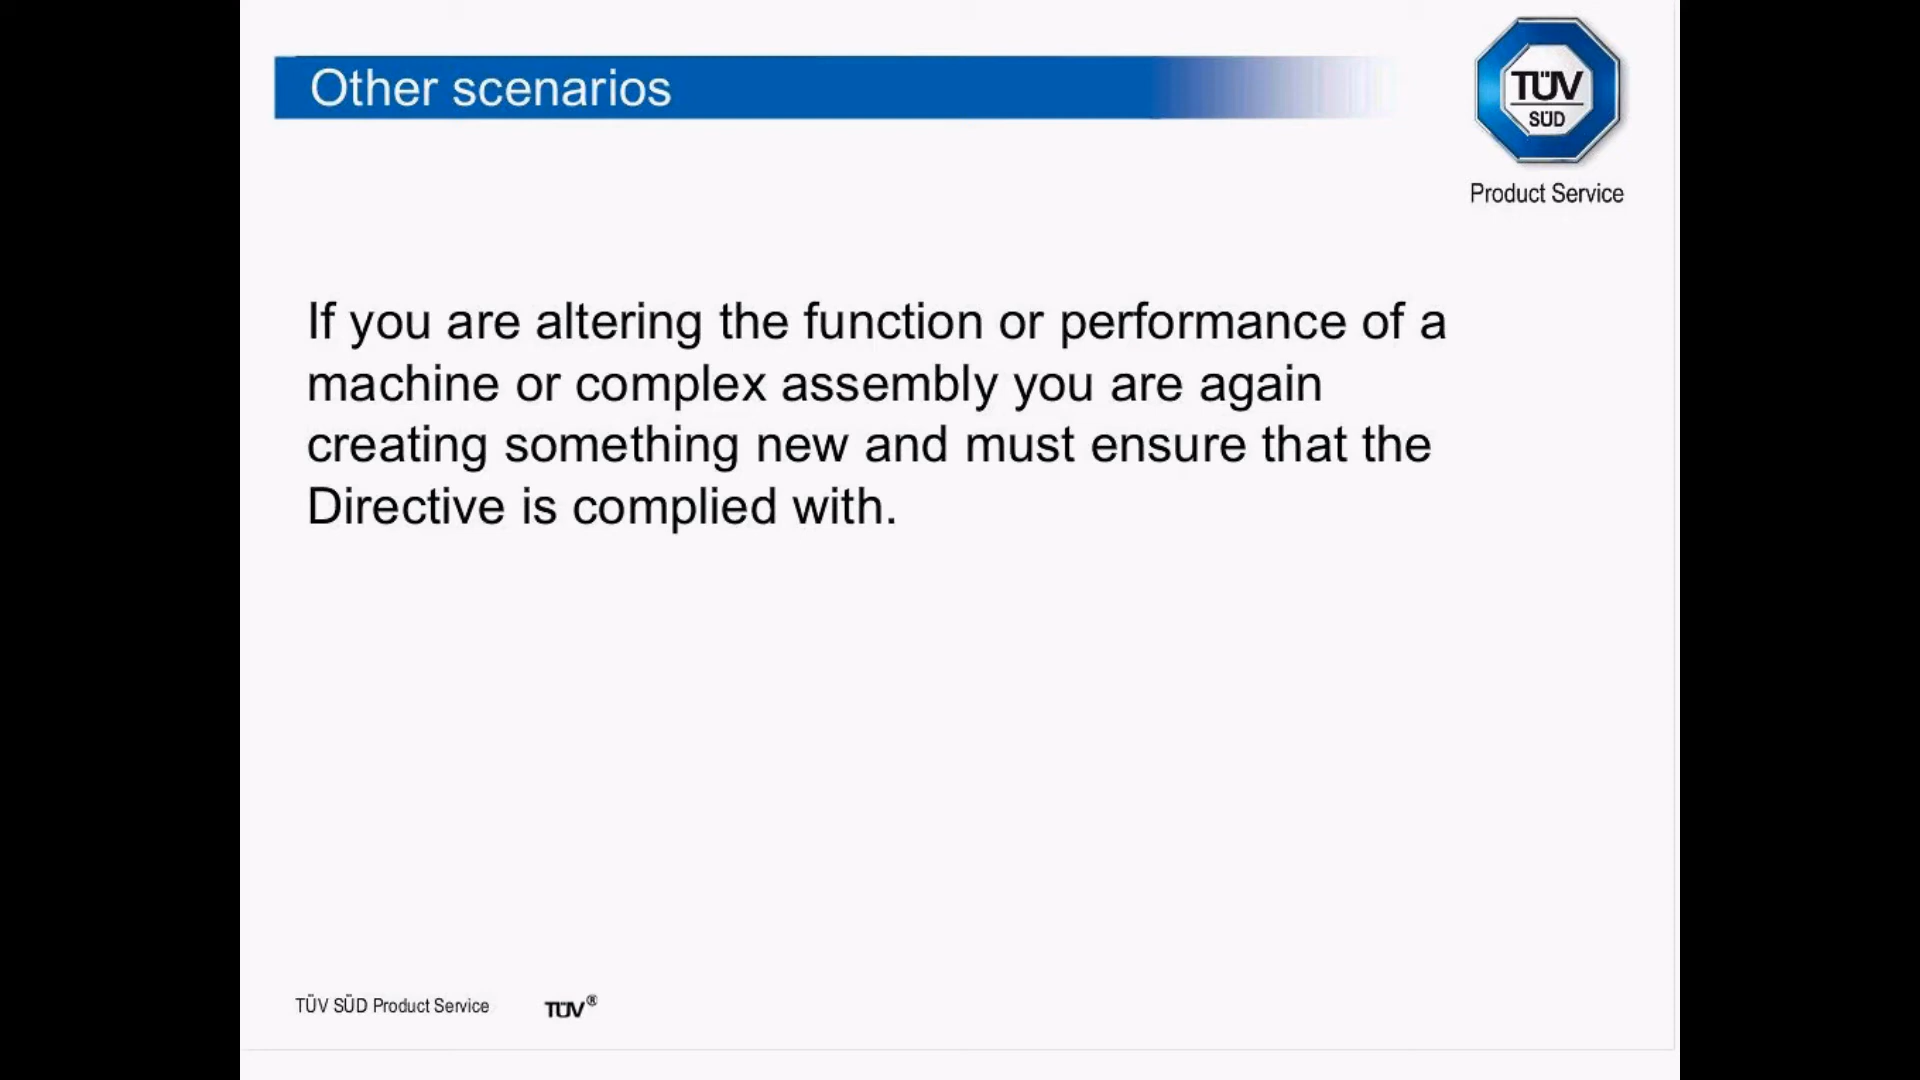 Other scenarios
TÜV
SÜD
Product Service
If you are altering the function or performance of a
machine or complex assembly you are again
creating something new and must ensure that the
Directive is complied with.
TÜV SÜD Product Service
TÜV®